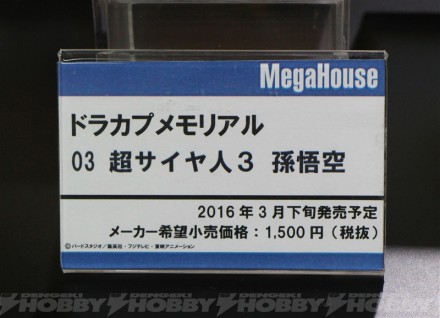 MegaHouse
ドラカプメモリアル
03 超サイヤ人3 孫悟空
2016年3月下旬発売予定
メーカー希望小売価格：1,500円（税抜）
©バードスタジオ／集英社・フジテレビ・東映アニメーション
DENGEKI HOBBY DENGEKI HOBBY DENGEKI HOBBY DENGEKI HOBBY